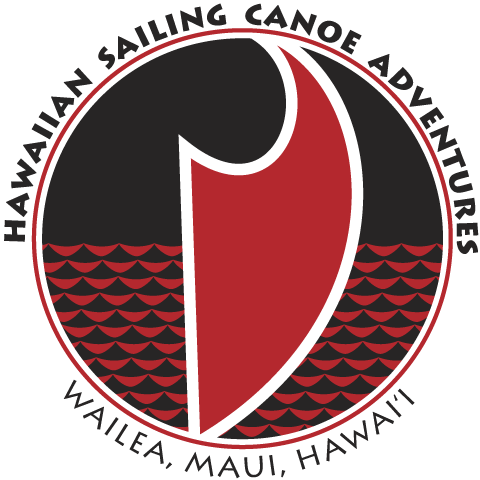 HAWAIIAN SAILING CANOE ADVENTURES
WAILEA, MAUI, HAWAI'I